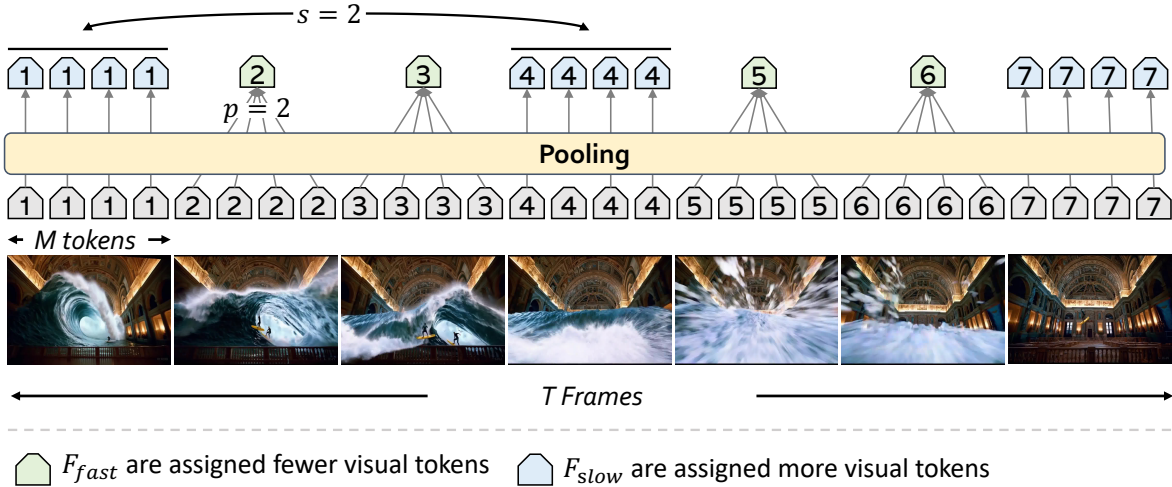 s = 2
1 1 1 1 2 3 4 4 4 4 5 6 7 7 7 7
p = 2
Pooling
1 1 1 1 2 2 2 2 3 3 3 3 4 4 4 4 5 5 5 5 6 6 6 6 7 7 7 7
M tokens
T Frames
F_fast are assigned fewer visual tokens
F_slow are assigned more visual tokens